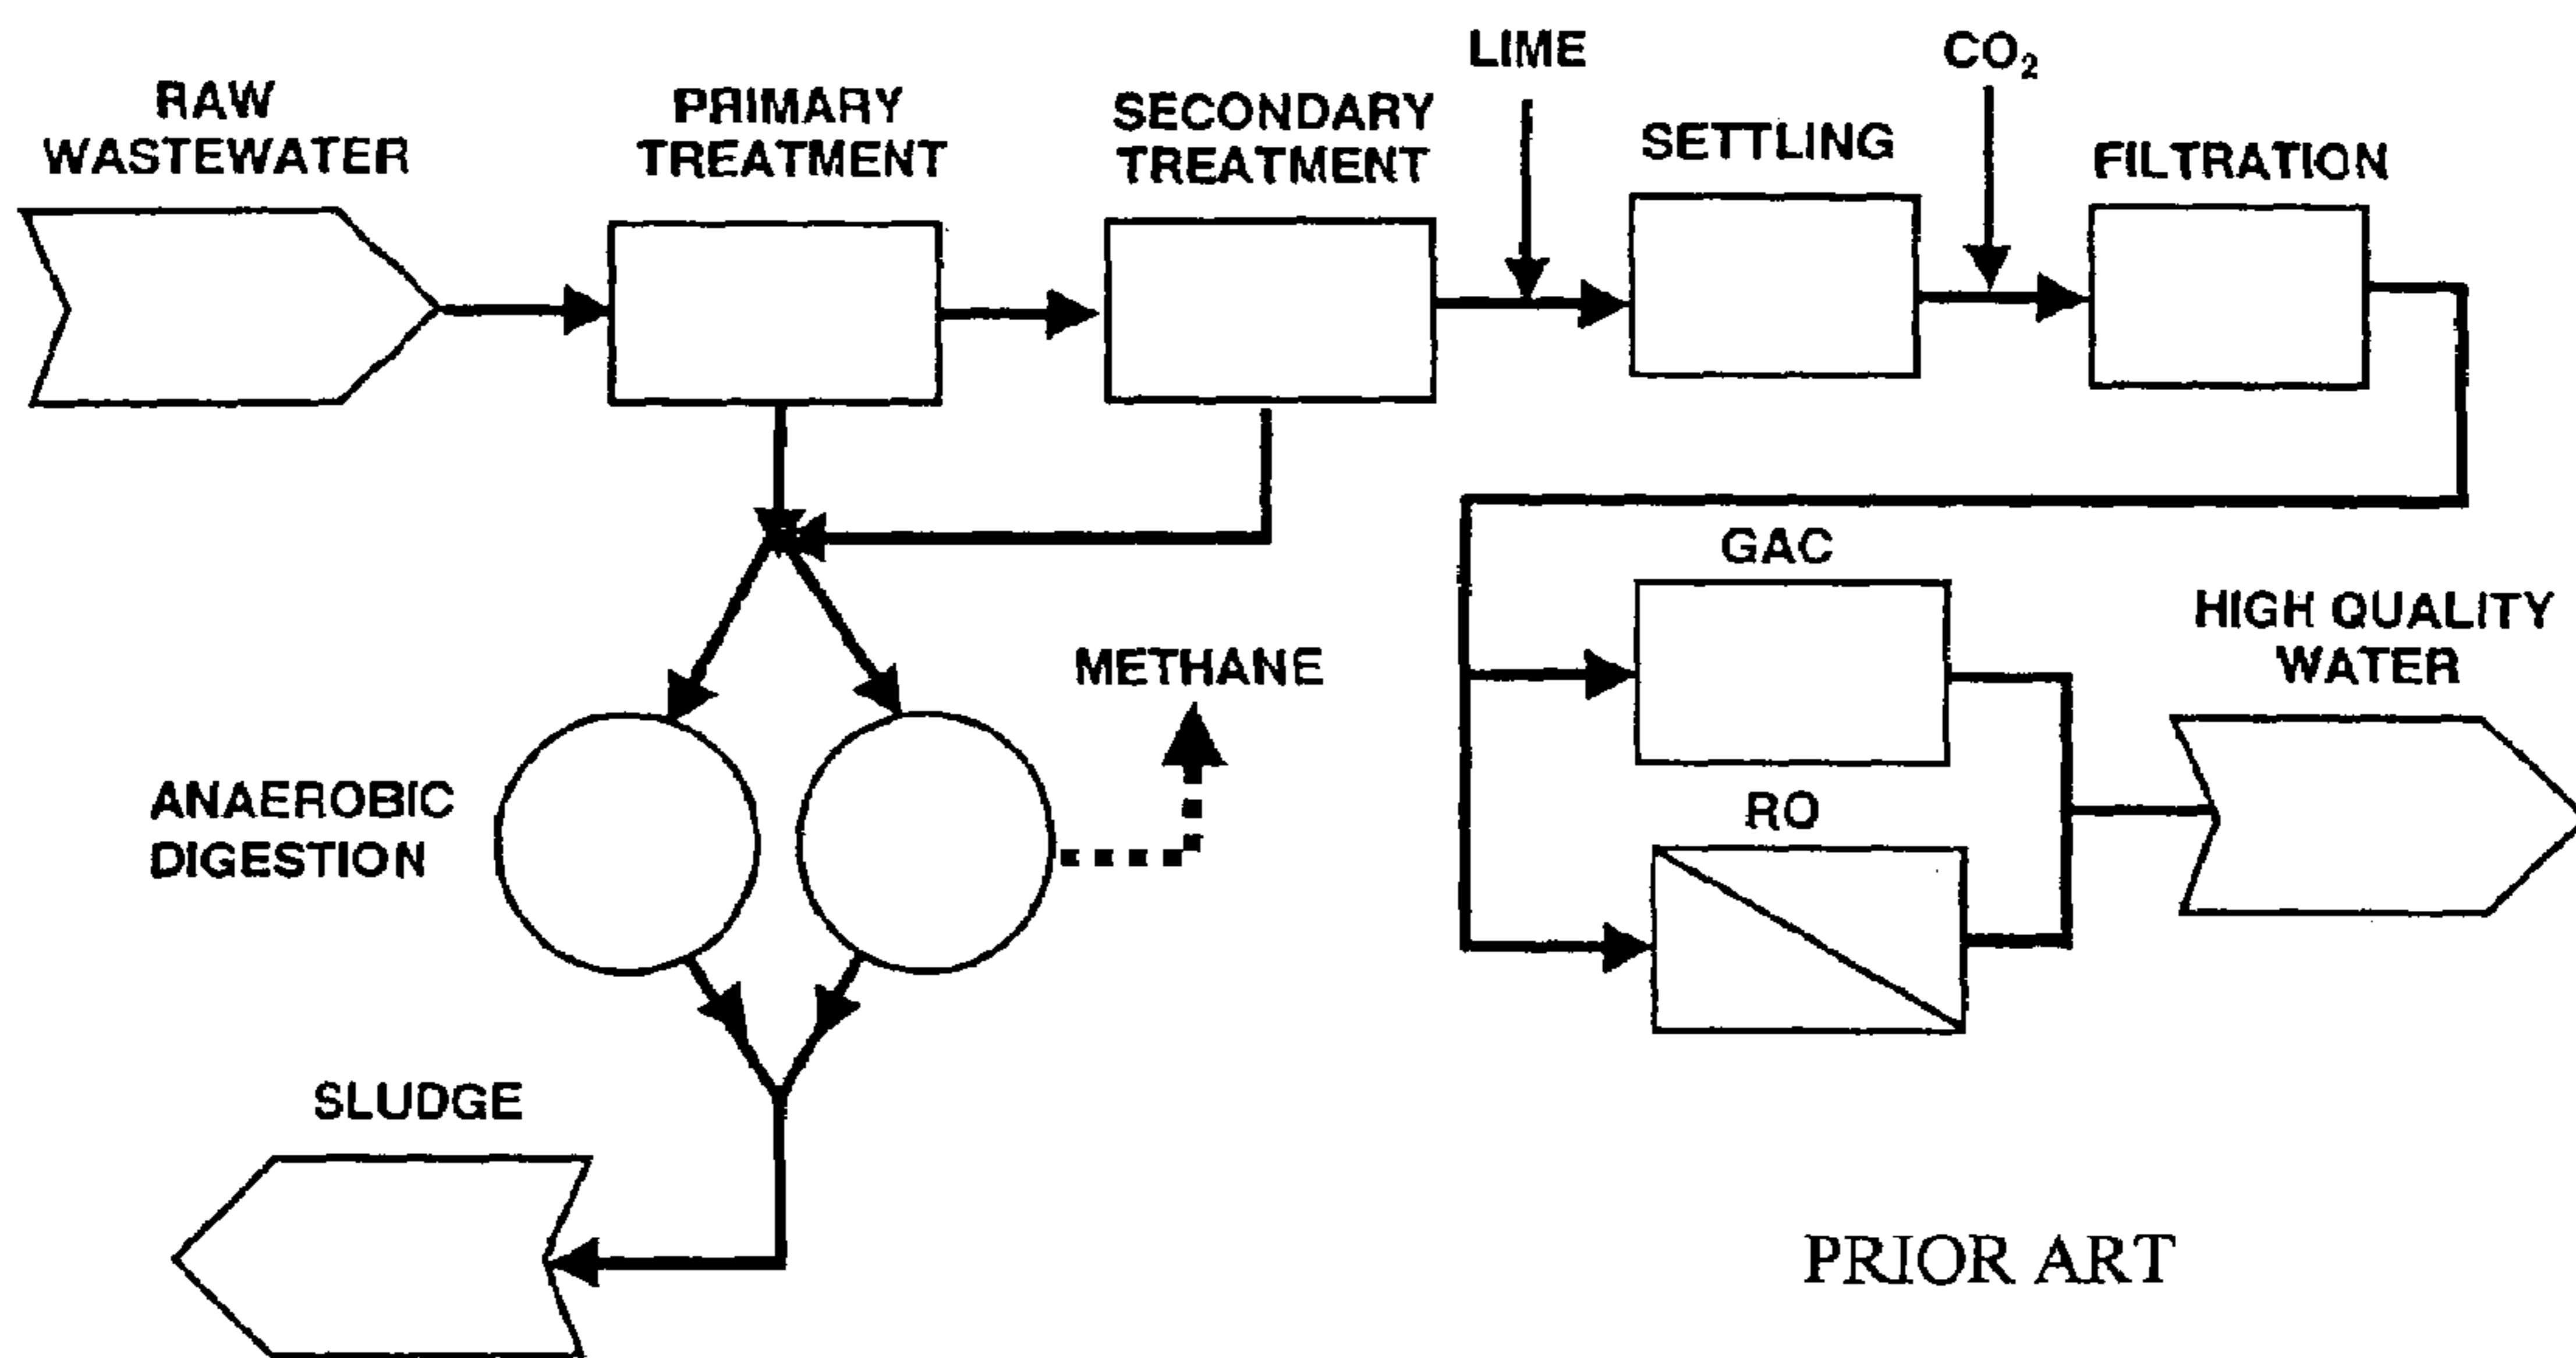 RAW
WASTEWATER
PRIMARY
TREATMENT
SECONDARY
TREATMENT
LIME
SETTLING
CO₂
FILTRATION
GAC
HIGH QUALITY
WATER
METHANE
RO
ANAEROBIC
DIGESTION
SLUDGE
PRIOR ART